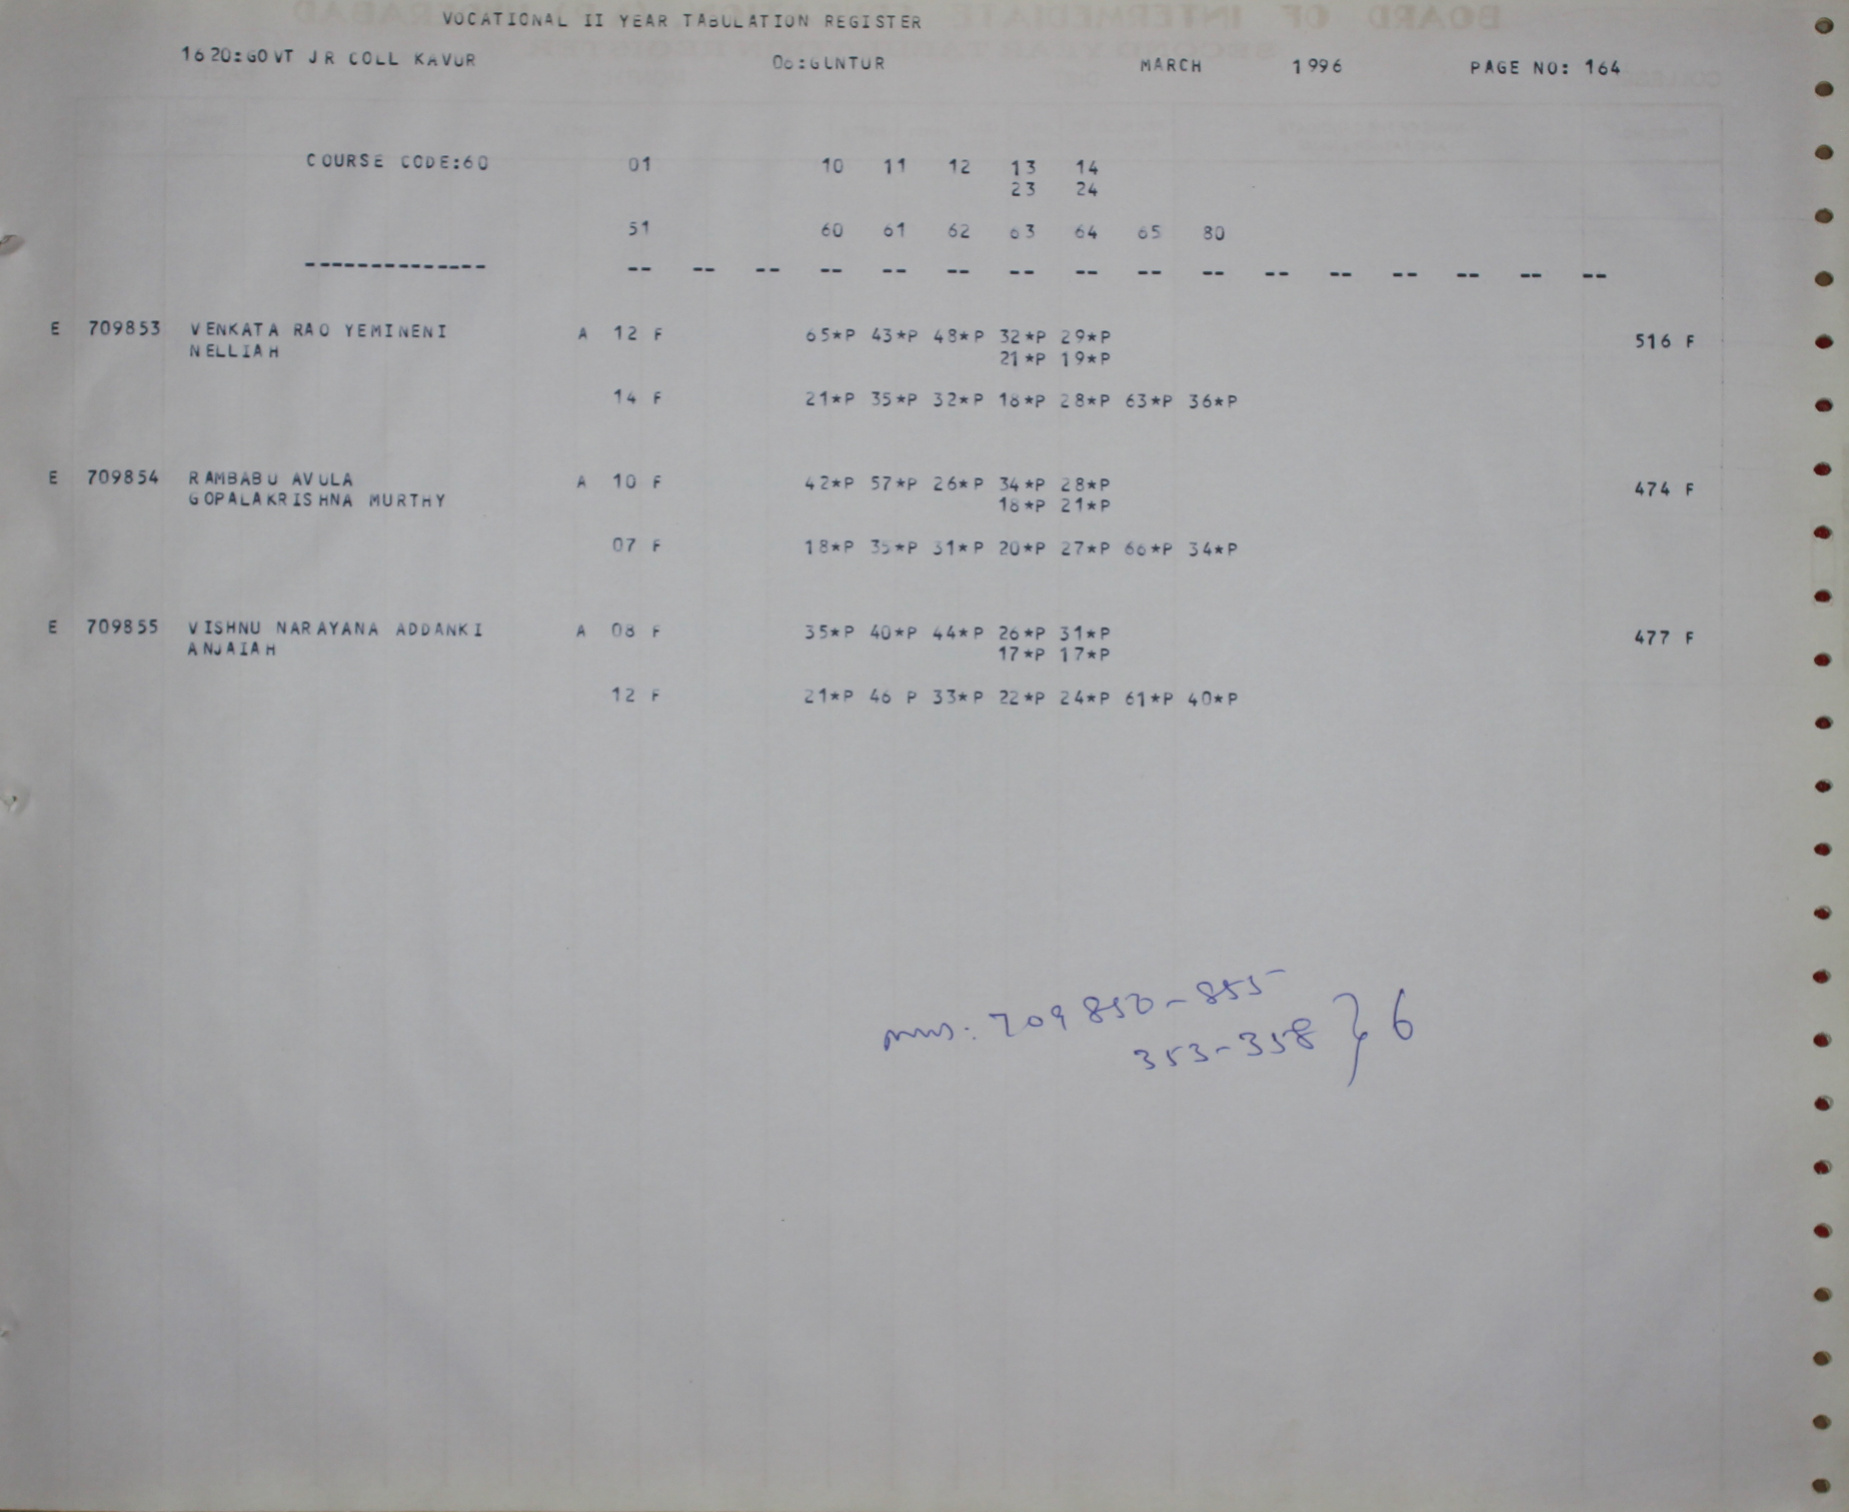 VOCATIONAL II YEAR TABULATION REGISTER
1620:GOVT JR COLL KAVUR 06:GUNTUR MARCH 1996 PAGE NO: 164
COURSE CODE:60 01 10 11 12 13 14
23 24
51 60 61 62 63 64 65 80
-------------- -- -- -- -- -- -- -- -- -- -- -- -- -- -- -- --
E 709853 VENKATA RAO YEMINENI A 12 F 65*P 43*P 48*P 32*P 29*P 516 F
NELLIAH 21*P 19*P
14 F 21*P 35*P 32*P 18*P 28*P 63*P 36*P
E 709854 RAMBABU AVULA A 10 F 42*P 57*P 26*P 34*P 28*P 474 F
GOPALAKRISHNA MURTHY 18*P 21*P
07 F 18*P 35*P 31*P 20*P 27*P 66*P 34*P
E 709855 VISHNU NARAYANA ADDANKI A 08 F 35*P 40*P 44*P 26*P 31*P 477 F
ANJAIAH 17*P 17*P
12 F 21*P 46 P 33*P 22*P 24*P 61*P 40*P
709850-855
353-358 } 6